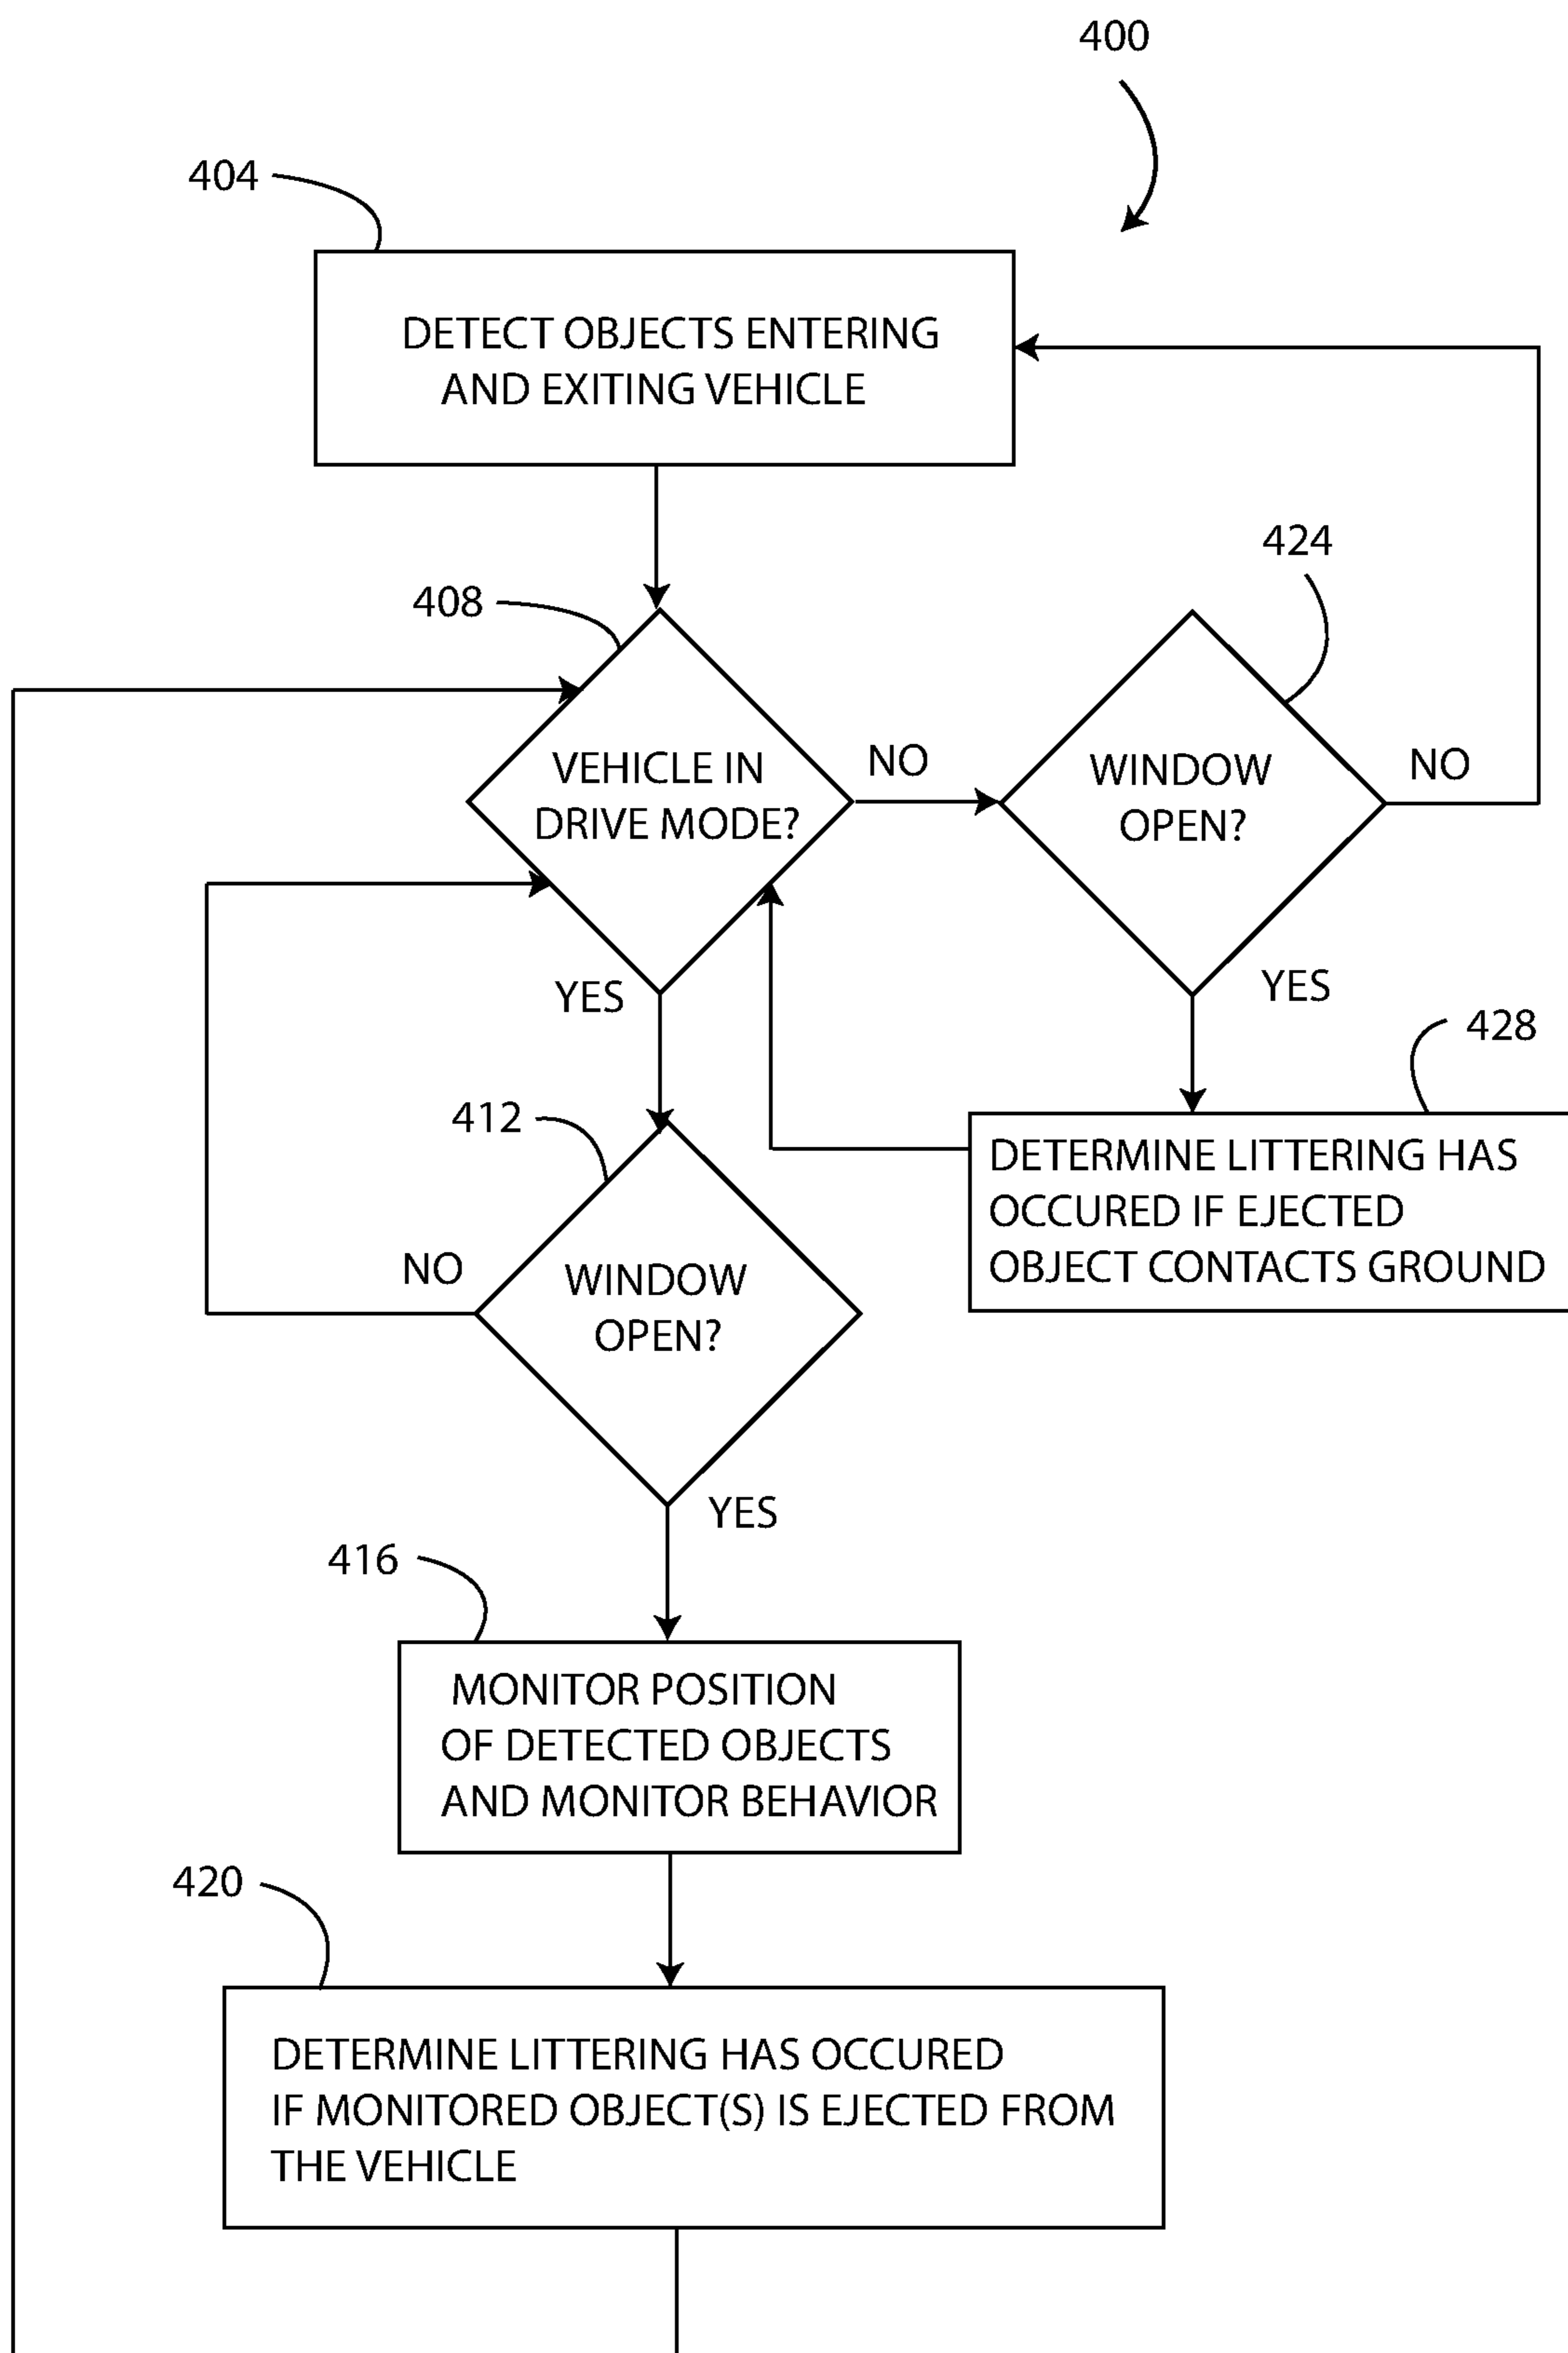 400
404
DETECT OBJECTS ENTERING
AND EXITING VEHICLE
424
408
VEHICLE IN
DRIVE MODE?
NO
WINDOW
OPEN?
NO
YES
YES
428
412
DETERMINE LITTERING HAS
OCCURED IF EJECTED
OBJECT CONTACTS GROUND
NO
WINDOW
OPEN?
YES
416
MONITOR POSITION
OF DETECTED OBJECTS
AND MONITOR BEHAVIOR
420
DETERMINE LITTERING HAS OCCURED
IF MONITORED OBJECT(S) IS EJECTED FROM
THE VEHICLE